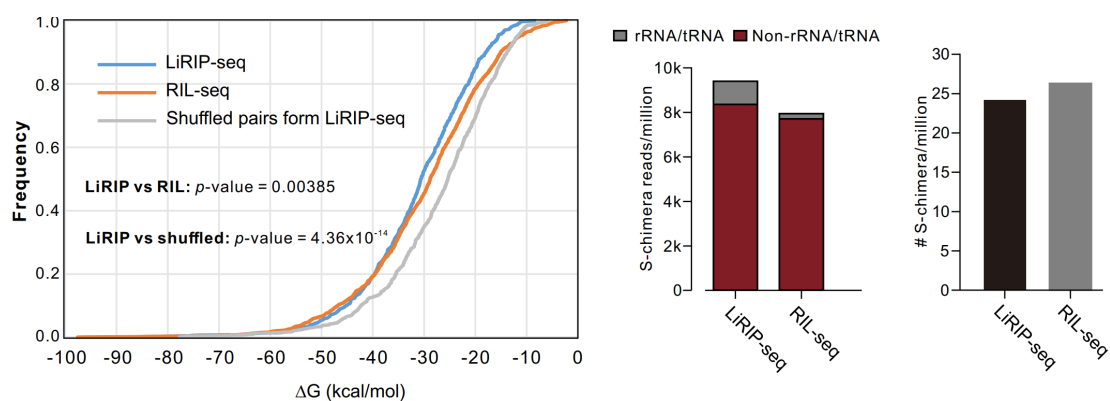 1.0
0.8
0.6
0.4
0.2
0.0
Frequency
LiRIP-seq
RIL-seq
Shuffled pairs form LiRIP-seq
LiRIP vs RIL: p-value = 0.00385
LiRIP vs shuffled: p-value = 4.36x10⁻¹⁴
-100 -90 -80 -70 -60 -50 -40 -30 -20 -10 0
ΔG (kcal/mol)
rRNA/tRNA Non-rRNA/tRNA
S-chimera reads/million
10k
8k
6k
4k
2k
0
LiRIP-seq
RIL-seq
# S-chimera/million
30
25
20
15
10
5
0
LiRIP-seq
RIL-seq